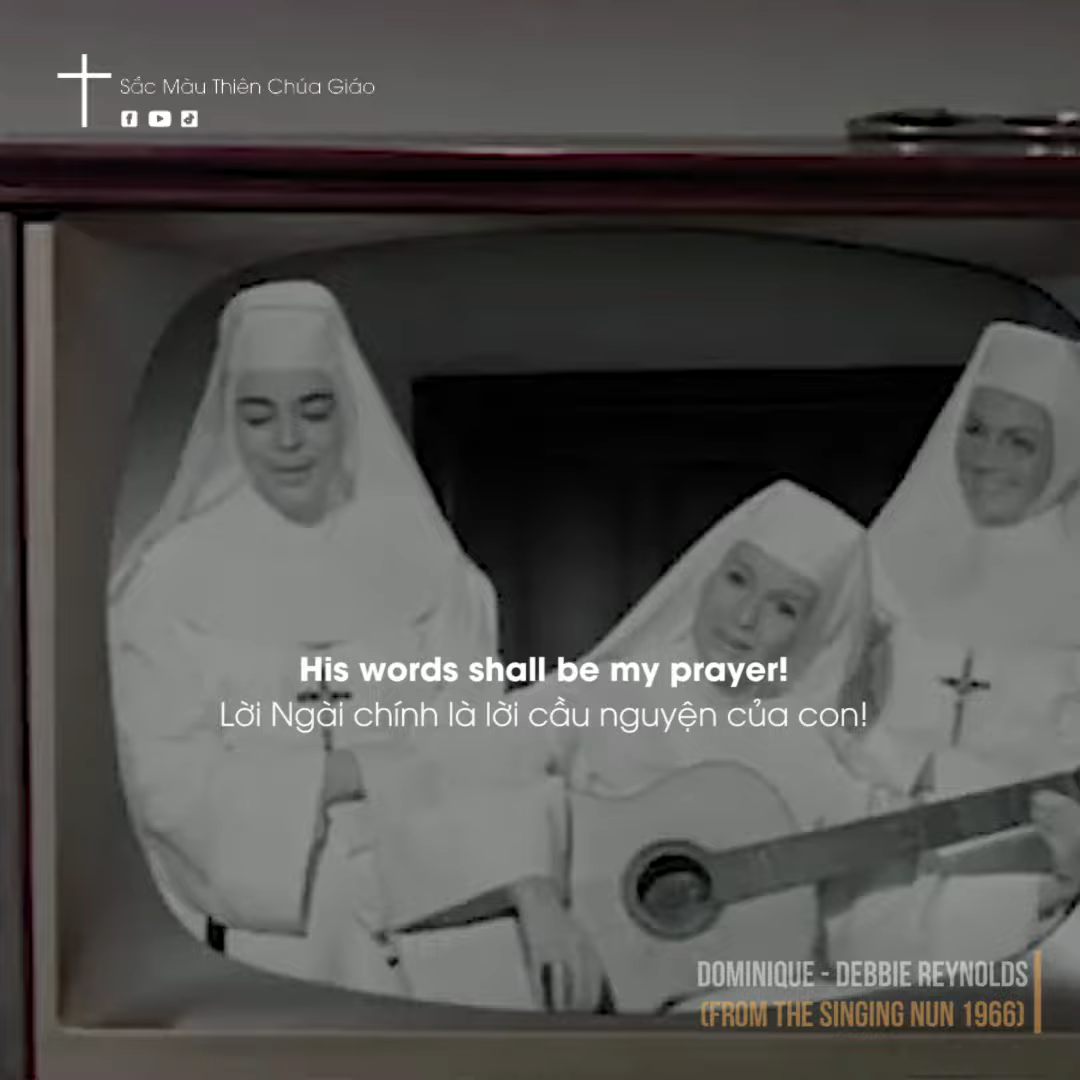 Sắc Màu Thiên Chúa Giáo
His words shall be my prayer!
Lời Ngài chính là lời cầu nguyện của con!
DOMINIQUE - DEBBIE REYNOLDS
(FROM THE SINGING NUN 1966)